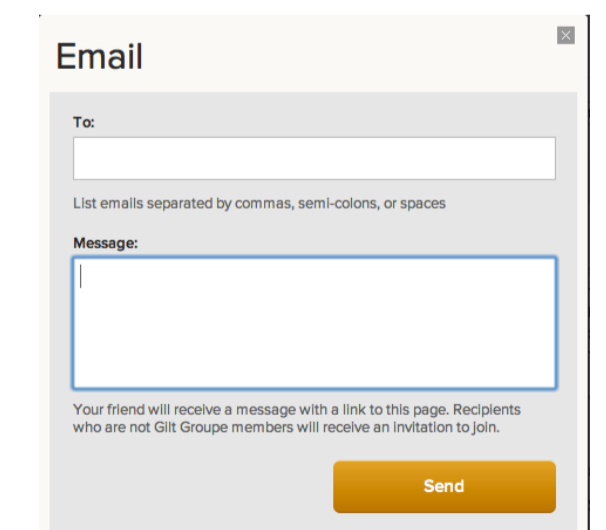 Email
To:
List emails separated by commas, semi-colons, or spaces
Message:
Your friend will receive a message with a link to this page. Recipients
who are not Gilt Groupe members will receive an invitation to join.
Send